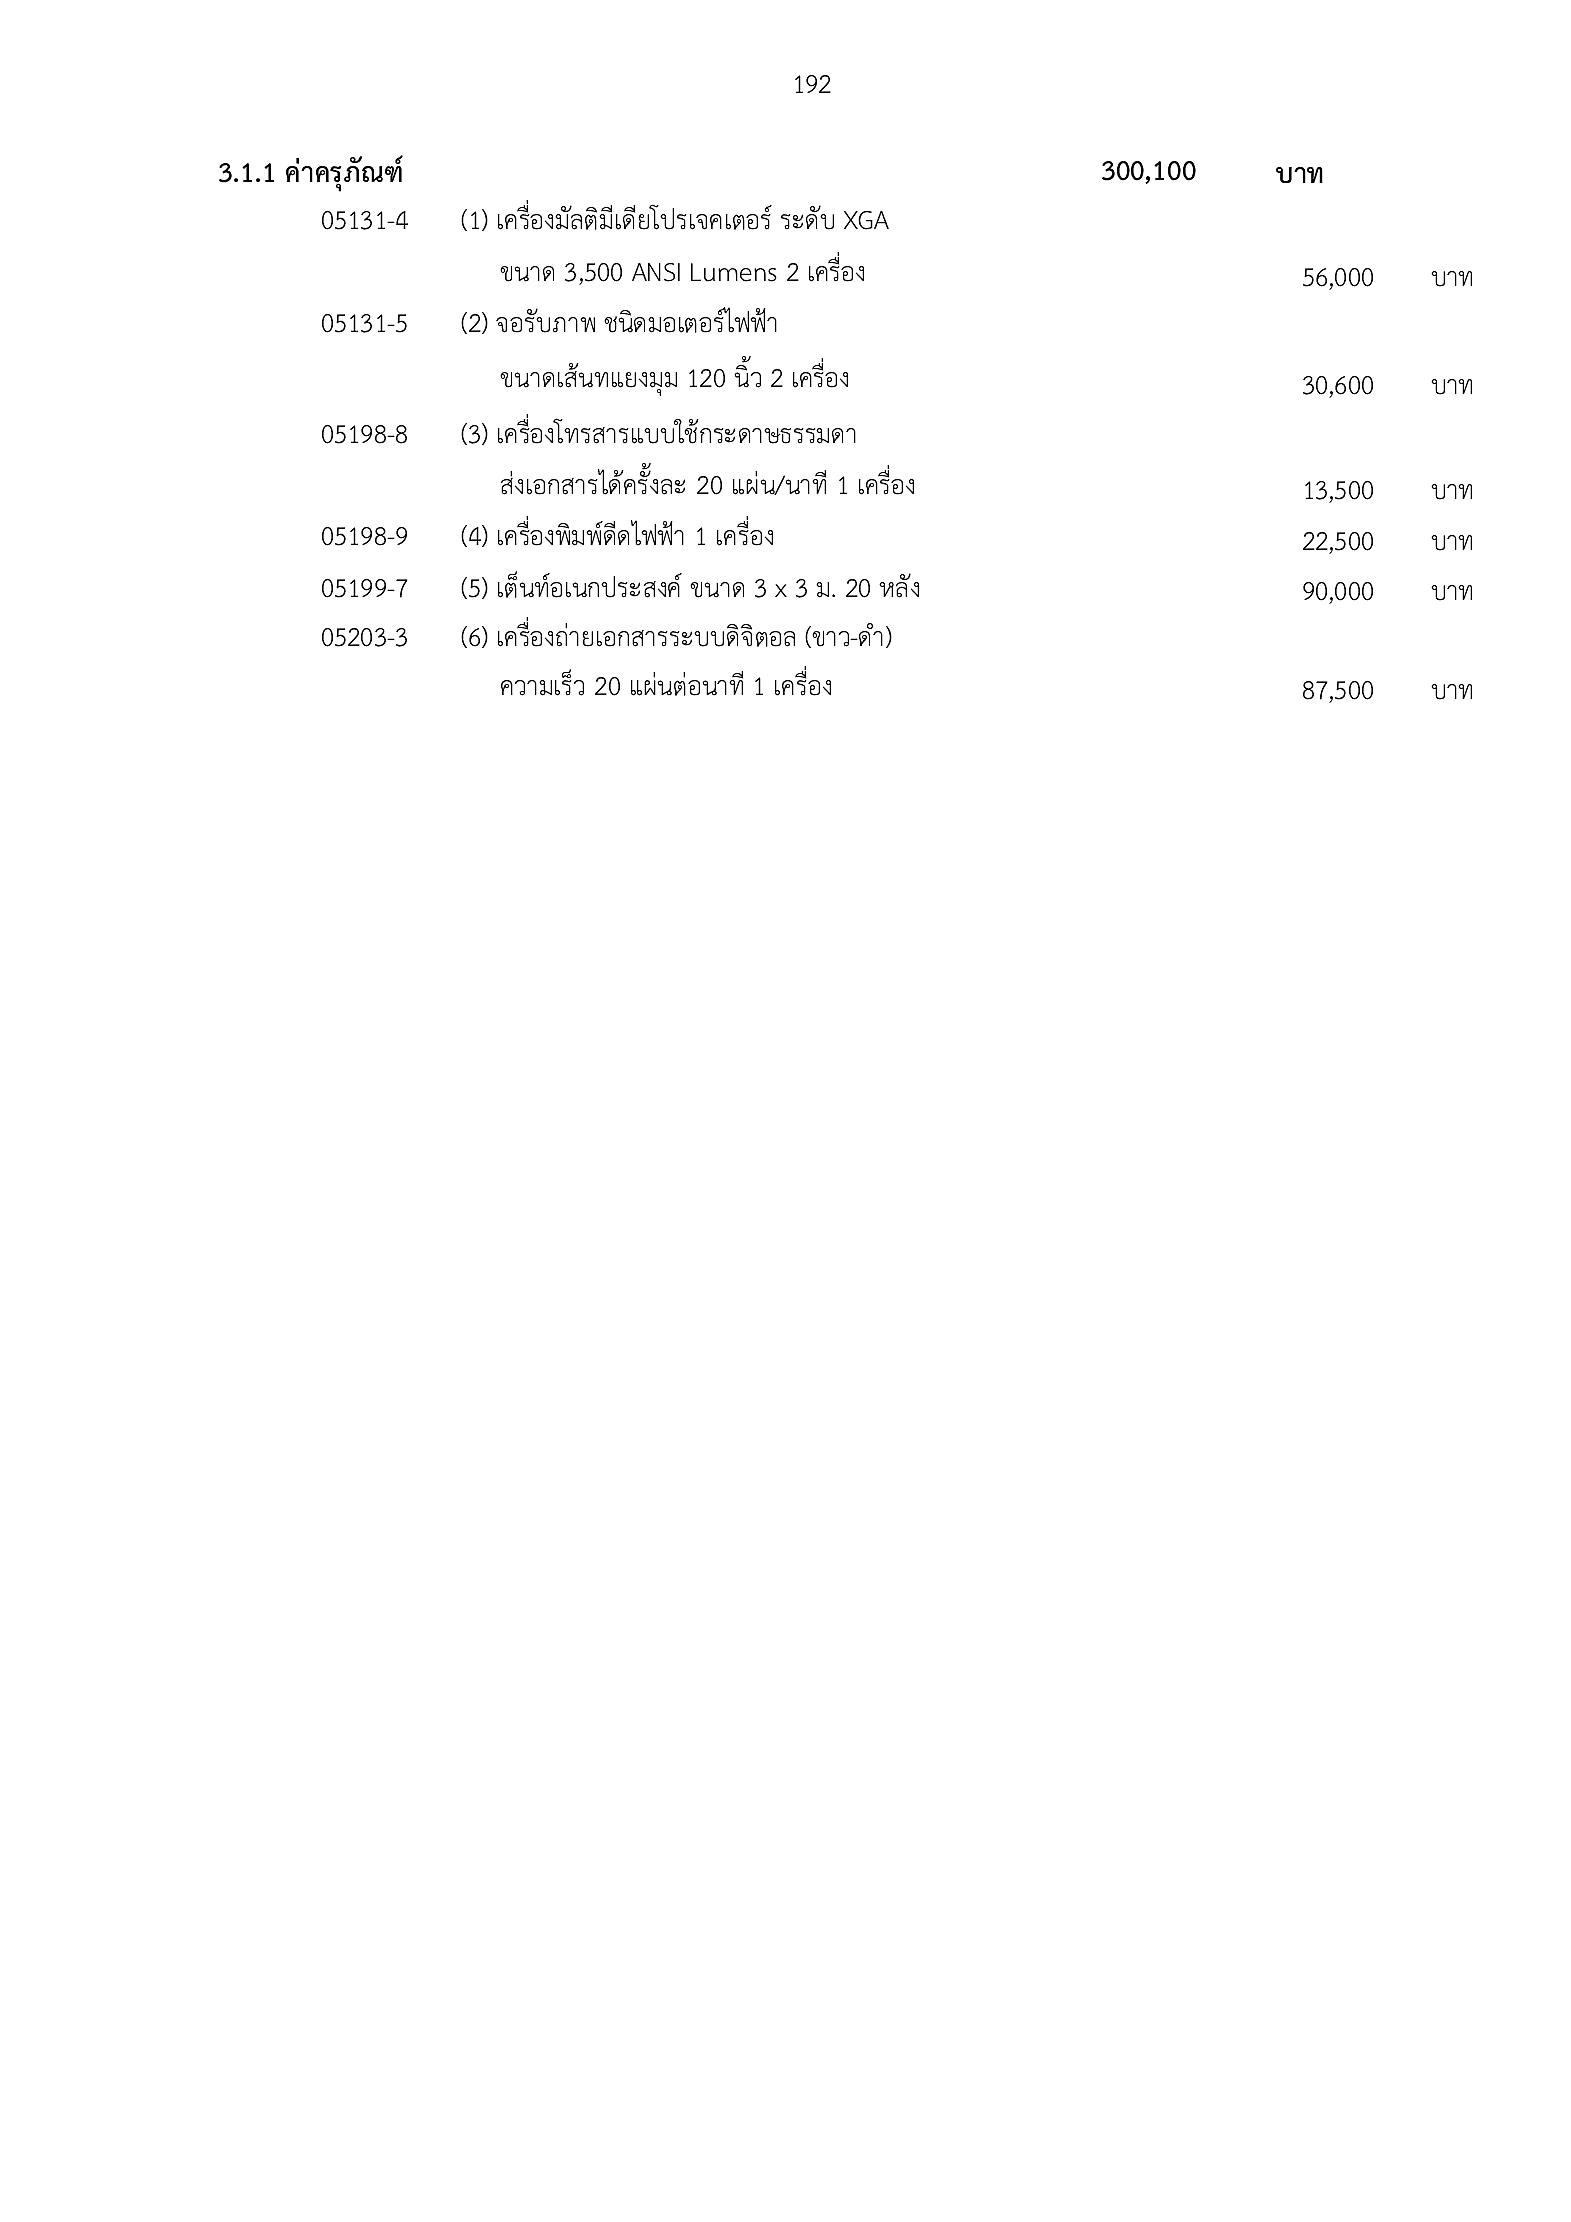 192
3.1.1 ค่าครุภัณฑ์ 300,100 บาท
05131-4 (1) เครื่องมัลติมีเดียโปรเจคเตอร์ ระดับ XGA
ขนาด 3,500 ANSI Lumens 2 เครื่อง 56,000 บาท
05131-5 (2) จอรับภาพ ชนิดมอเตอร์ไฟฟ้า
ขนาดเส้นทแยงมุม 120 นิ้ว 2 เครื่อง 30,600 บาท
05198-8 (3) เครื่องโทรสารแบบใช้กระดาษธรรมดา
ส่งเอกสารได้ครั้งละ 20 แผ่น/นาที 1 เครื่อง 13,500 บาท
05198-9 (4) เครื่องพิมพ์ดีดไฟฟ้า 1 เครื่อง 22,500 บาท
05199-7 (5) เต็นท์อเนกประสงค์ ขนาด 3 x 3 ม. 20 หลัง 90,000 บาท
05203-3 (6) เครื่องถ่ายเอกสารระบบดิจิตอล (ขาว-ดำ)
ความเร็ว 20 แผ่นต่อนาที 1 เครื่อง 87,500 บาท